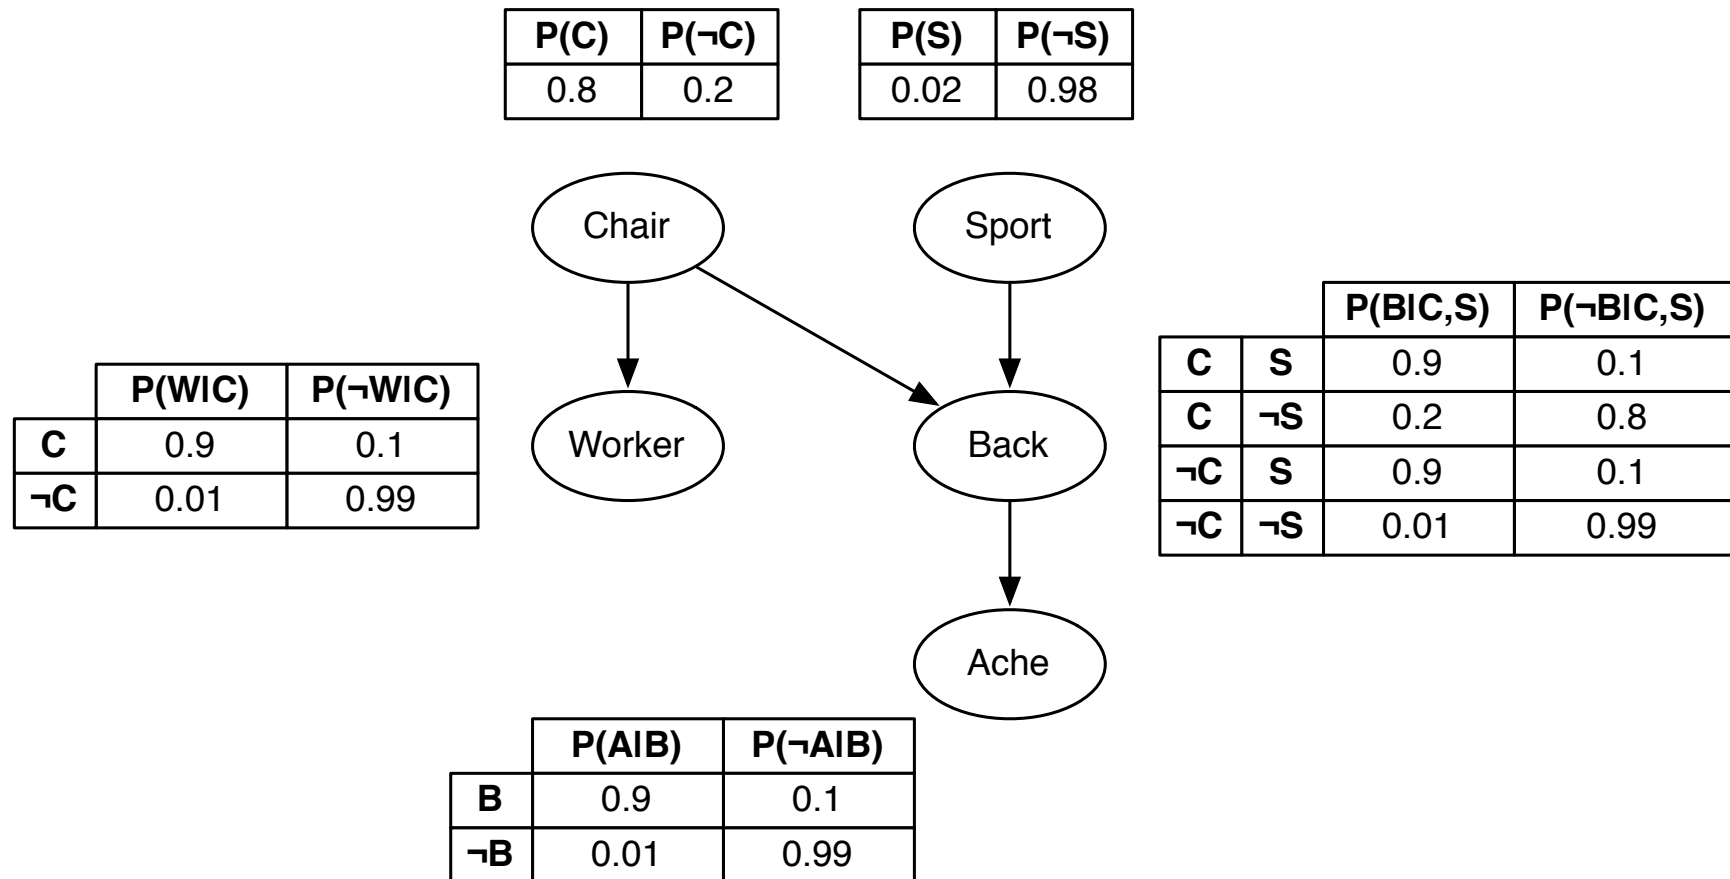 P(C) P(¬C) P(S) P(¬S)
0.8 0.2 0.02 0.98
Chair Sport
P(B|C,S) P(¬B|C,S)
C S 0.9 0.1
P(W|C) P(¬W|C)
C ¬S 0.2 0.8
C 0.9 0.1
Worker Back
¬C S 0.9 0.1
¬C 0.01 0.99
¬C ¬S 0.01 0.99
Ache
P(A|B) P(¬A|B)
B 0.9 0.1
¬B 0.01 0.99